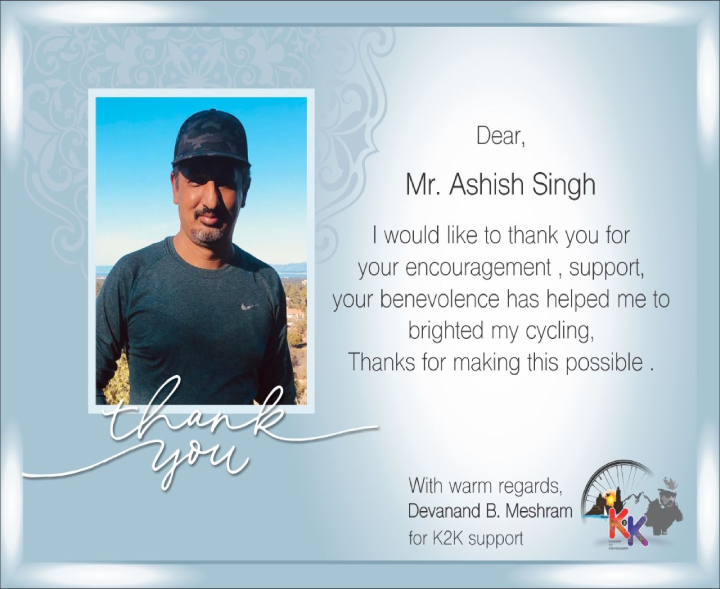 Dear,
Mr. Ashish Singh
I would like to thank you for
your encouragement , support,
your benevolence has helped me to
brighted my cycling,
Thanks for making this possible .
thank
you
With warm regards,
Devanand B. Meshram
for K2K support
K2K